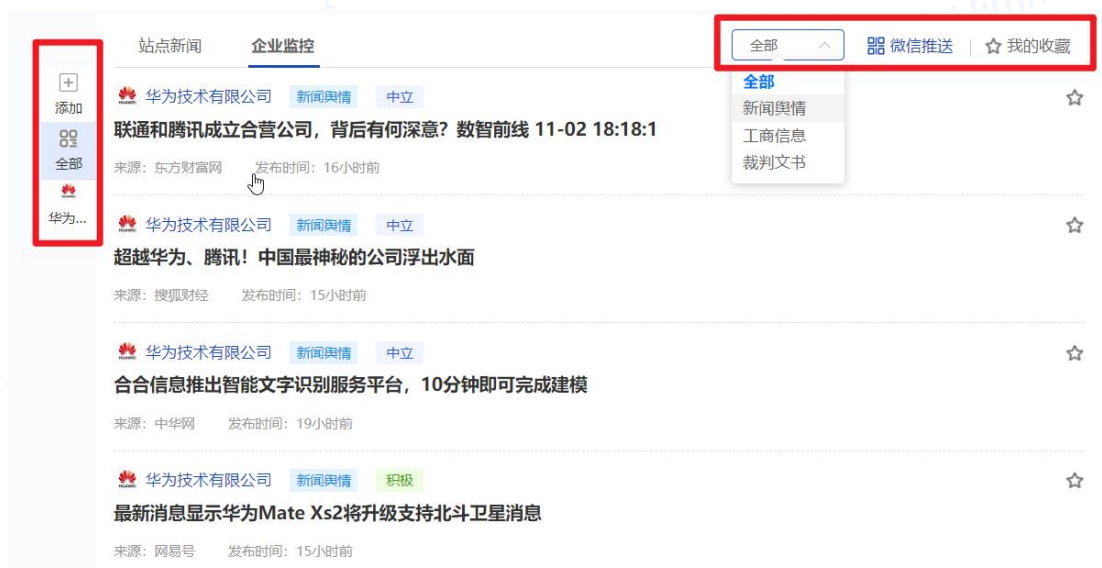 站点新闻 企业监控 全部 微信推送 我的收藏
添加
全部
华为...
全部
新闻舆情
工商信息
裁判文书
华为技术有限公司 新闻舆情 中立
联通和腾讯成立合营公司，背后有何深意？数智前线 11-02 18:18:1
来源：东方财富网 发布时间：16小时前
华为技术有限公司 新闻舆情 中立
超越华为、腾讯！中国最神秘的公司浮出水面
来源：搜狐财经 发布时间：15小时前
华为技术有限公司 新闻舆情 中立
合合信息推出智能文字识别服务平台，10分钟即可完成建模
来源：中华网 发布时间：19小时前
华为技术有限公司 新闻舆情 积极
最新消息显示华为Mate Xs2将升级支持北斗卫星消息
来源：网易号 发布时间：15小时前